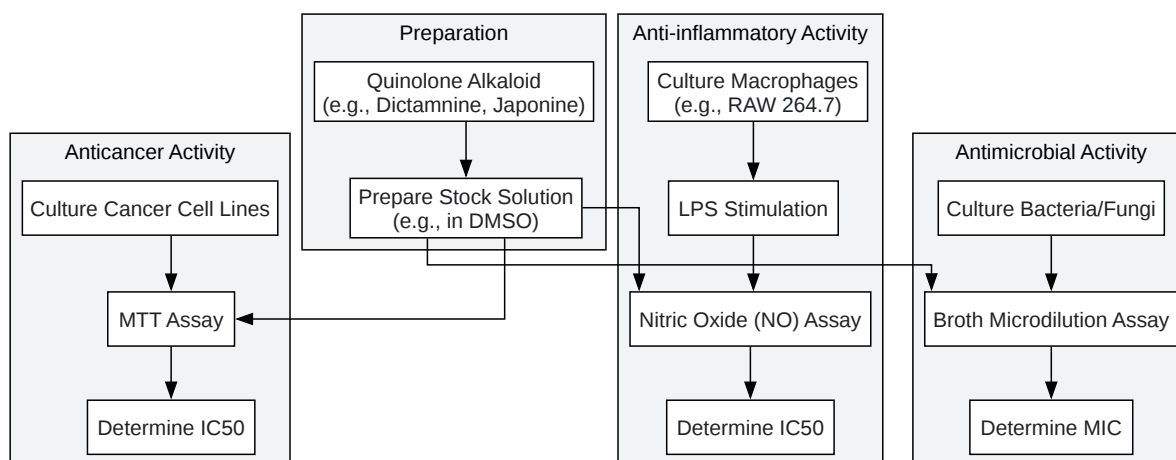 Preparation
Quinolone Alkaloid
(e.g., Dictamnine, Japonine)
Prepare Stock Solution
(e.g., in DMSO)
Anticancer Activity
Culture Cancer Cell Lines
MTT Assay
Determine IC50
Anti-inflammatory Activity
Culture Macrophages
(e.g., RAW 264.7)
LPS Stimulation
Nitric Oxide (NO) Assay
Determine IC50
Antimicrobial Activity
Culture Bacteria/Fungi
Broth Microdilution Assay
Determine MIC